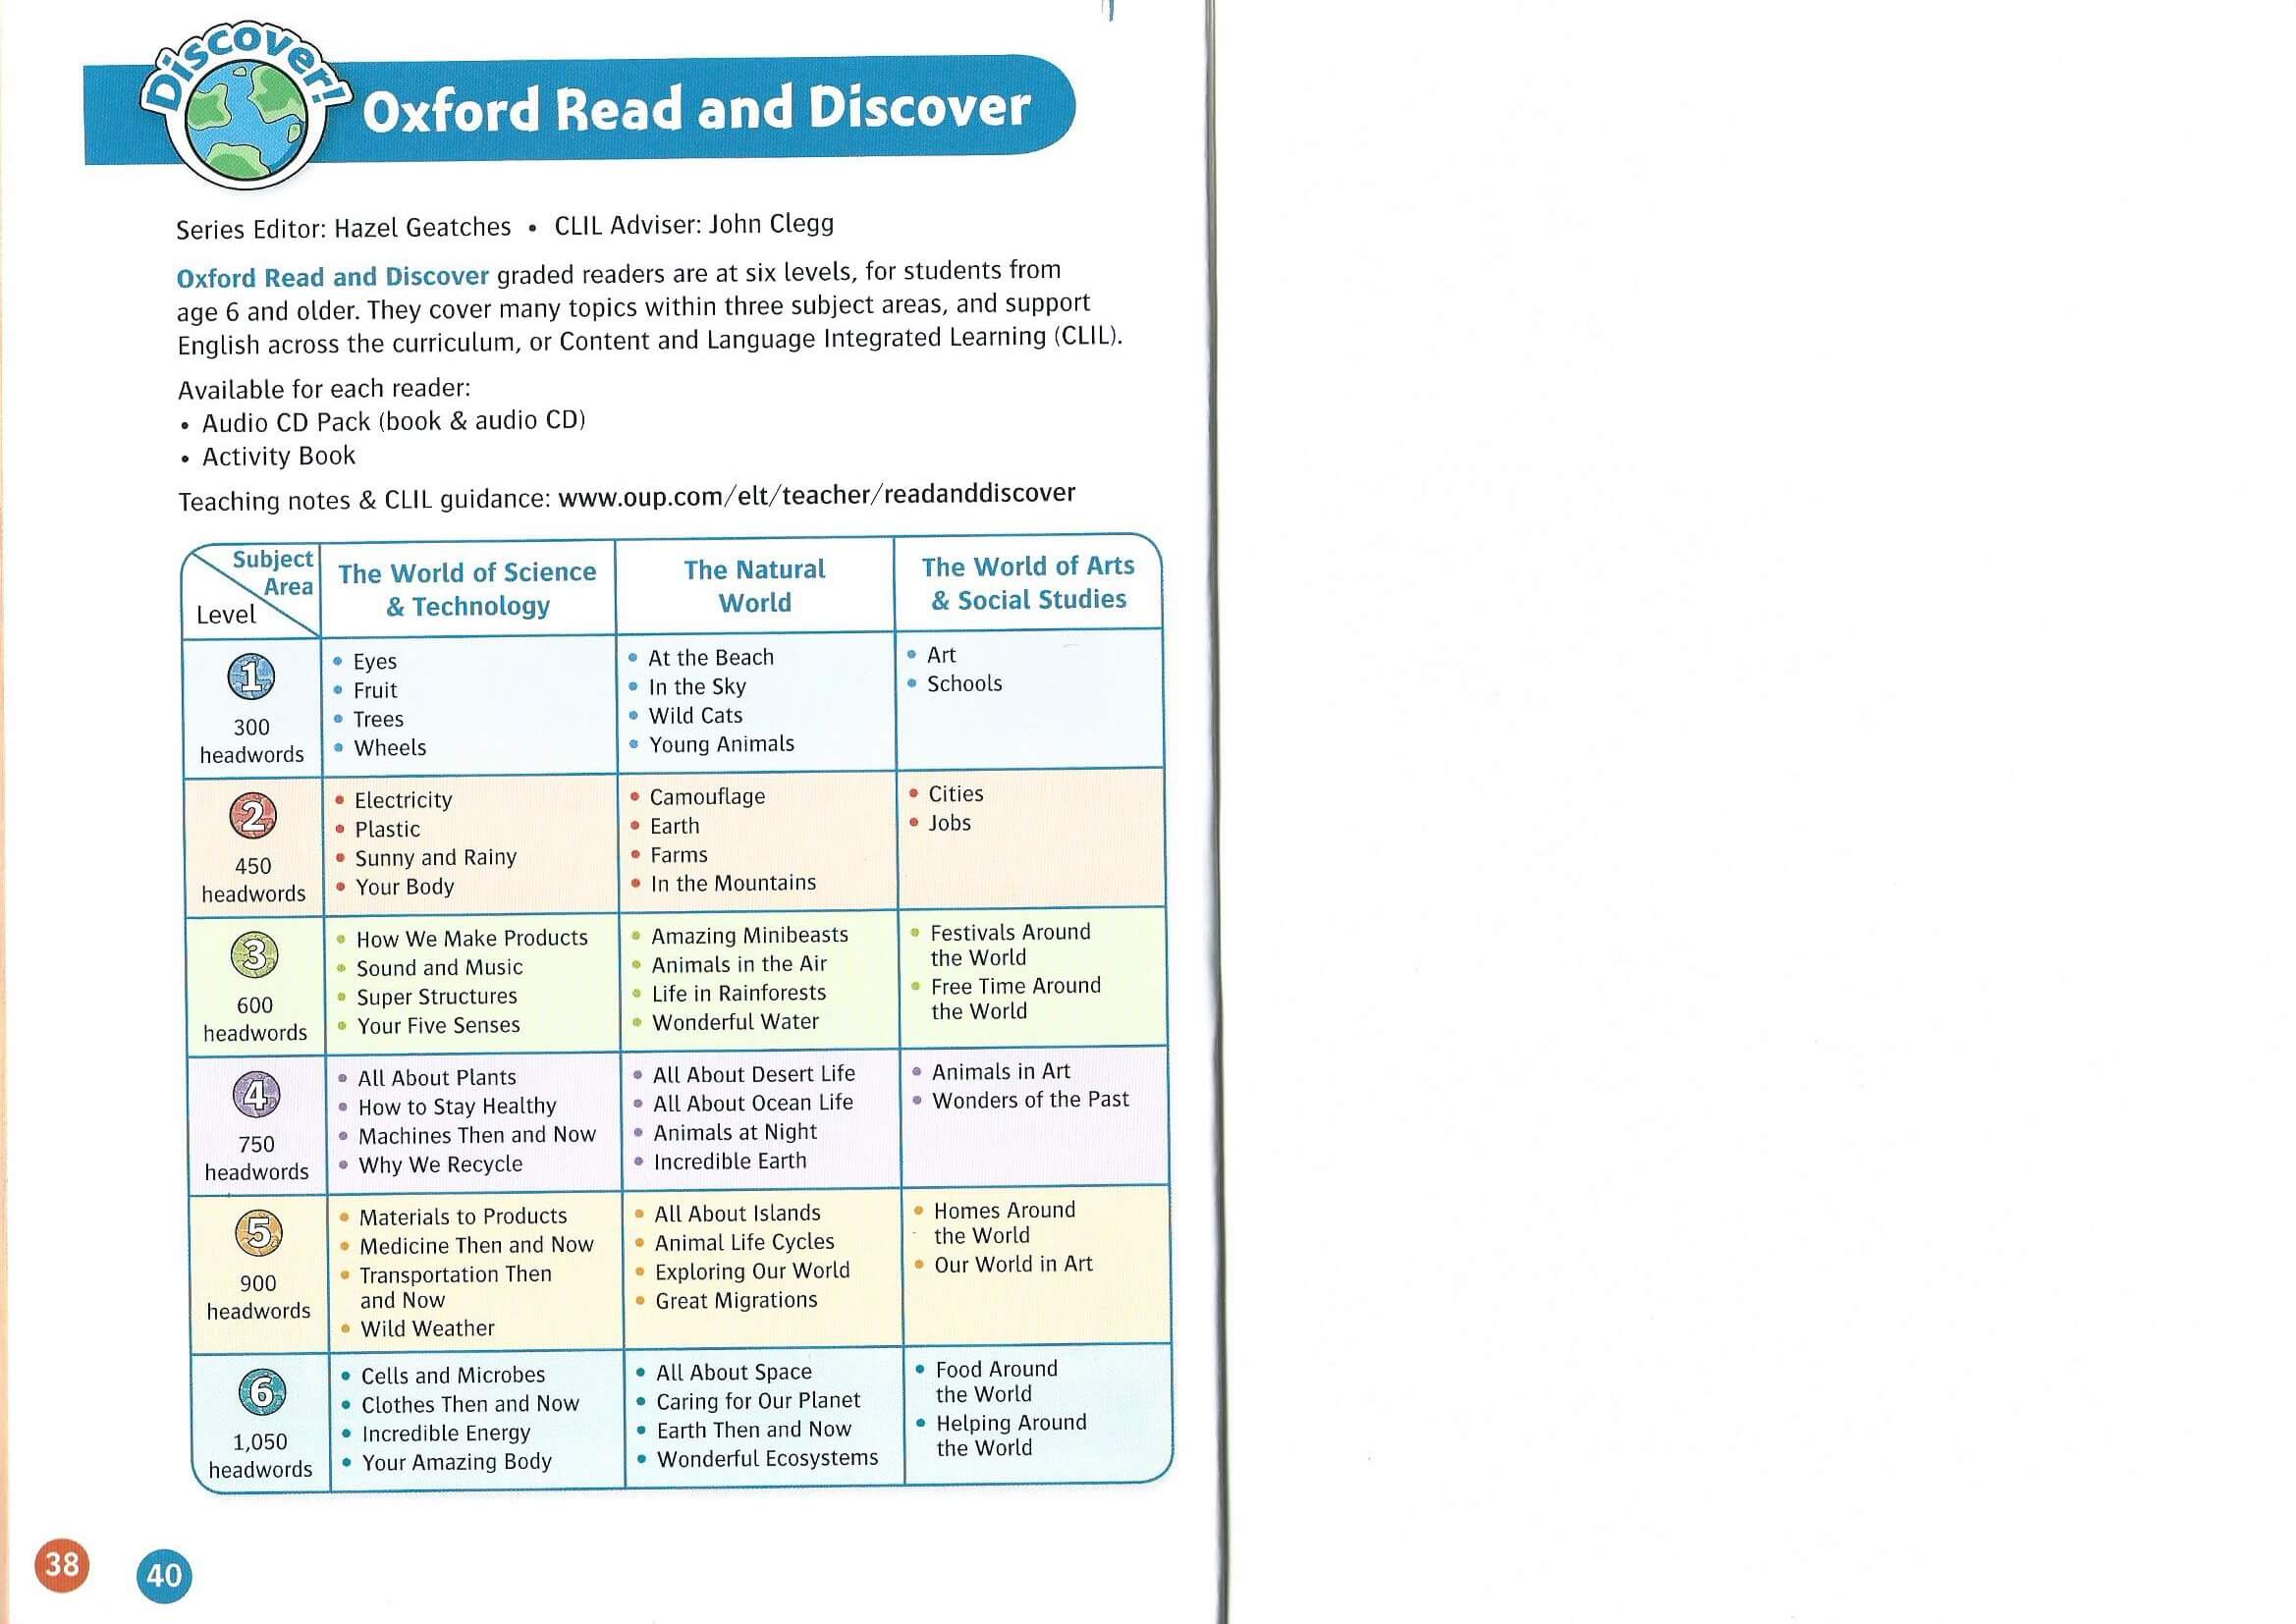 Discover!
Oxford Read and Discover
Series Editor: Hazel Geatches • CLIL Adviser: John Clegg
Oxford Read and Discover graded readers are at six levels, for students from
age 6 and older. They cover many topics within three subject areas, and support
English across the curriculum, or Content and Language Integrated Learning (CLIL).
Available for each reader:
• Audio CD Pack (book & audio CD)
• Activity Book
Teaching notes & CLIL guidance: www.oup.com/elt/teacher/readanddiscover
Subject
Area
Level
The World of Science
& Technology
The Natural
World
The World of Arts
& Social Studies
1
300
headwords
• Eyes
• Fruit
• Trees
• Wheels
• At the Beach
• In the Sky
• Wild Cats
• Young Animals
• Art
• Schools
2
450
headwords
• Electricity
• Plastic
• Sunny and Rainy
• Your Body
• Camouflage
• Earth
• Farms
• In the Mountains
• Cities
• Jobs
3
600
headwords
• How We Make Products
• Sound and Music
• Super Structures
• Your Five Senses
• Amazing Minibeasts
• Animals in the Air
• Life in Rainforests
• Wonderful Water
• Festivals Around
the World
• Free Time Around
the World
4
750
headwords
• All About Plants
• How to Stay Healthy
• Machines Then and Now
• Why We Recycle
• All About Desert Life
• All About Ocean Life
• Animals at Night
• Incredible Earth
• Animals in Art
• Wonders of the Past
5
900
headwords
• Materials to Products
• Medicine Then and Now
• Transportation Then
and Now
• Wild Weather
• All About Islands
• Animal Life Cycles
• Exploring Our World
• Great Migrations
• Homes Around
the World
• Our World in Art
6
1,050
headwords
• Cells and Microbes
• Clothes Then and Now
• Incredible Energy
• Your Amazing Body
• All About Space
• Caring for Our Planet
• Earth Then and Now
• Wonderful Ecosystems
• Food Around
the World
• Helping Around
the World
38
40